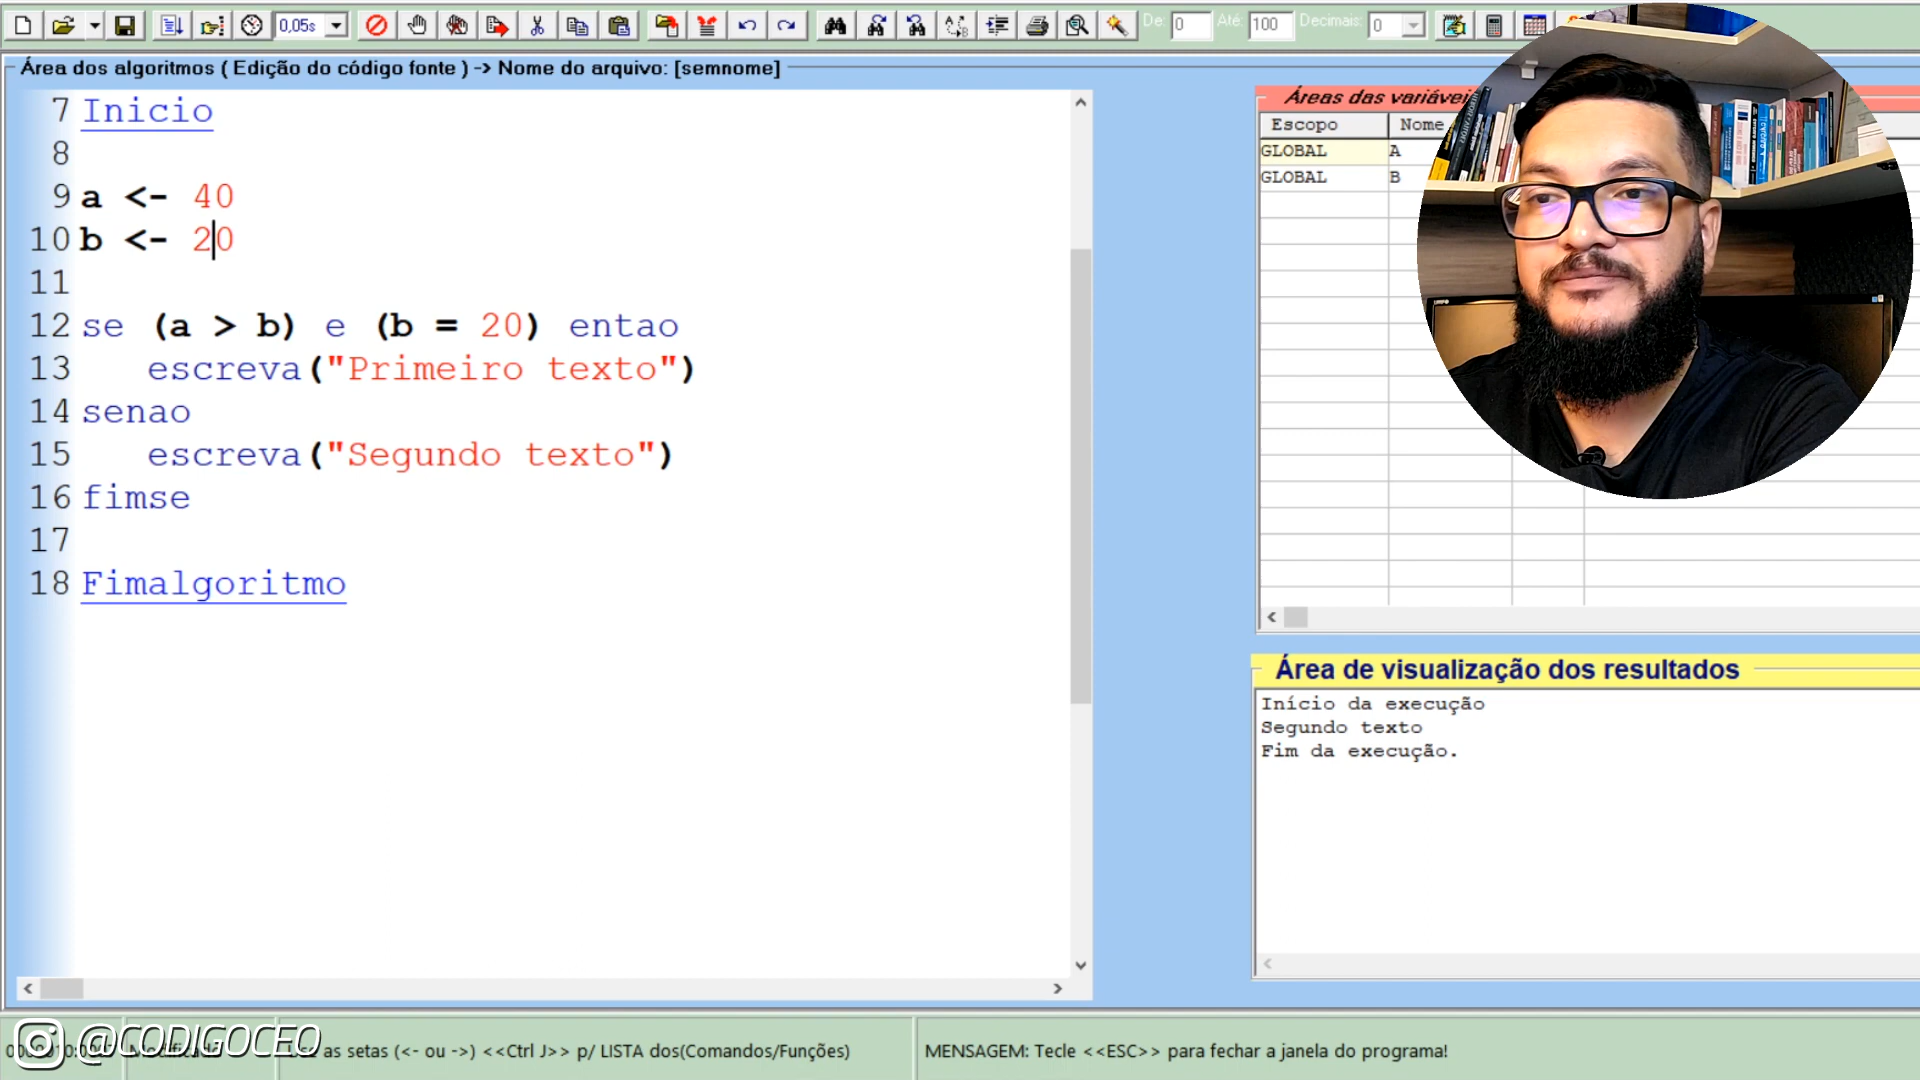 0,05s De: 0 Até: 100 Decimais: 0
Área dos algoritmos ( Edição do código fonte ) -> Nome do arquivo: [semnome]
7 Inicio
8
9 a <- 40
10 b <- 20
11
12 se (a > b) e (b = 20) entao
13 escreva("Primeiro texto")
14 senao
15 escreva("Segundo texto")
16 fimse
17
18 Fimalgoritmo
Áreas das
Escopo Nome
GLOBAL A
GLOBAL B
Área de visualização dos resultados
Início da execução
Segundo texto
Fim da execução.
@CODIGOCEO
as setas (<- ou ->) <<Ctrl J>> p/ LISTA dos(Comandos/Funções)
MENSAGEM: Tecle <<ESC>> para fechar a janela do programa!